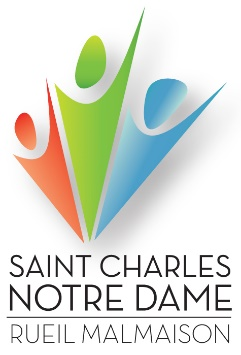 SAINT CHARLES
NOTRE DAME
RUEIL MALMAISON